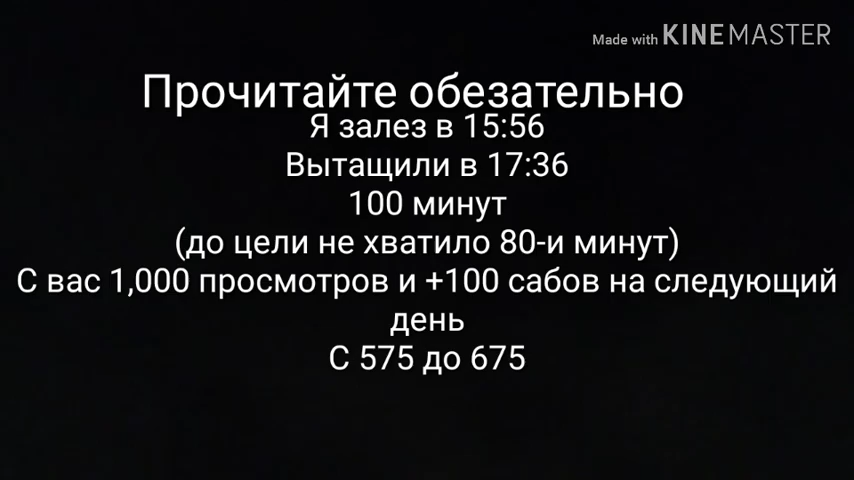 Made with KINEMASTER
Прочитайте обезательно
Я залез в 15:56
Вытащили в 17:36
100 минут
(до цели не хватило 80-и минут)
С вас 1,000 просмотров и +100 сабов на следующий
день
С 575 до 675